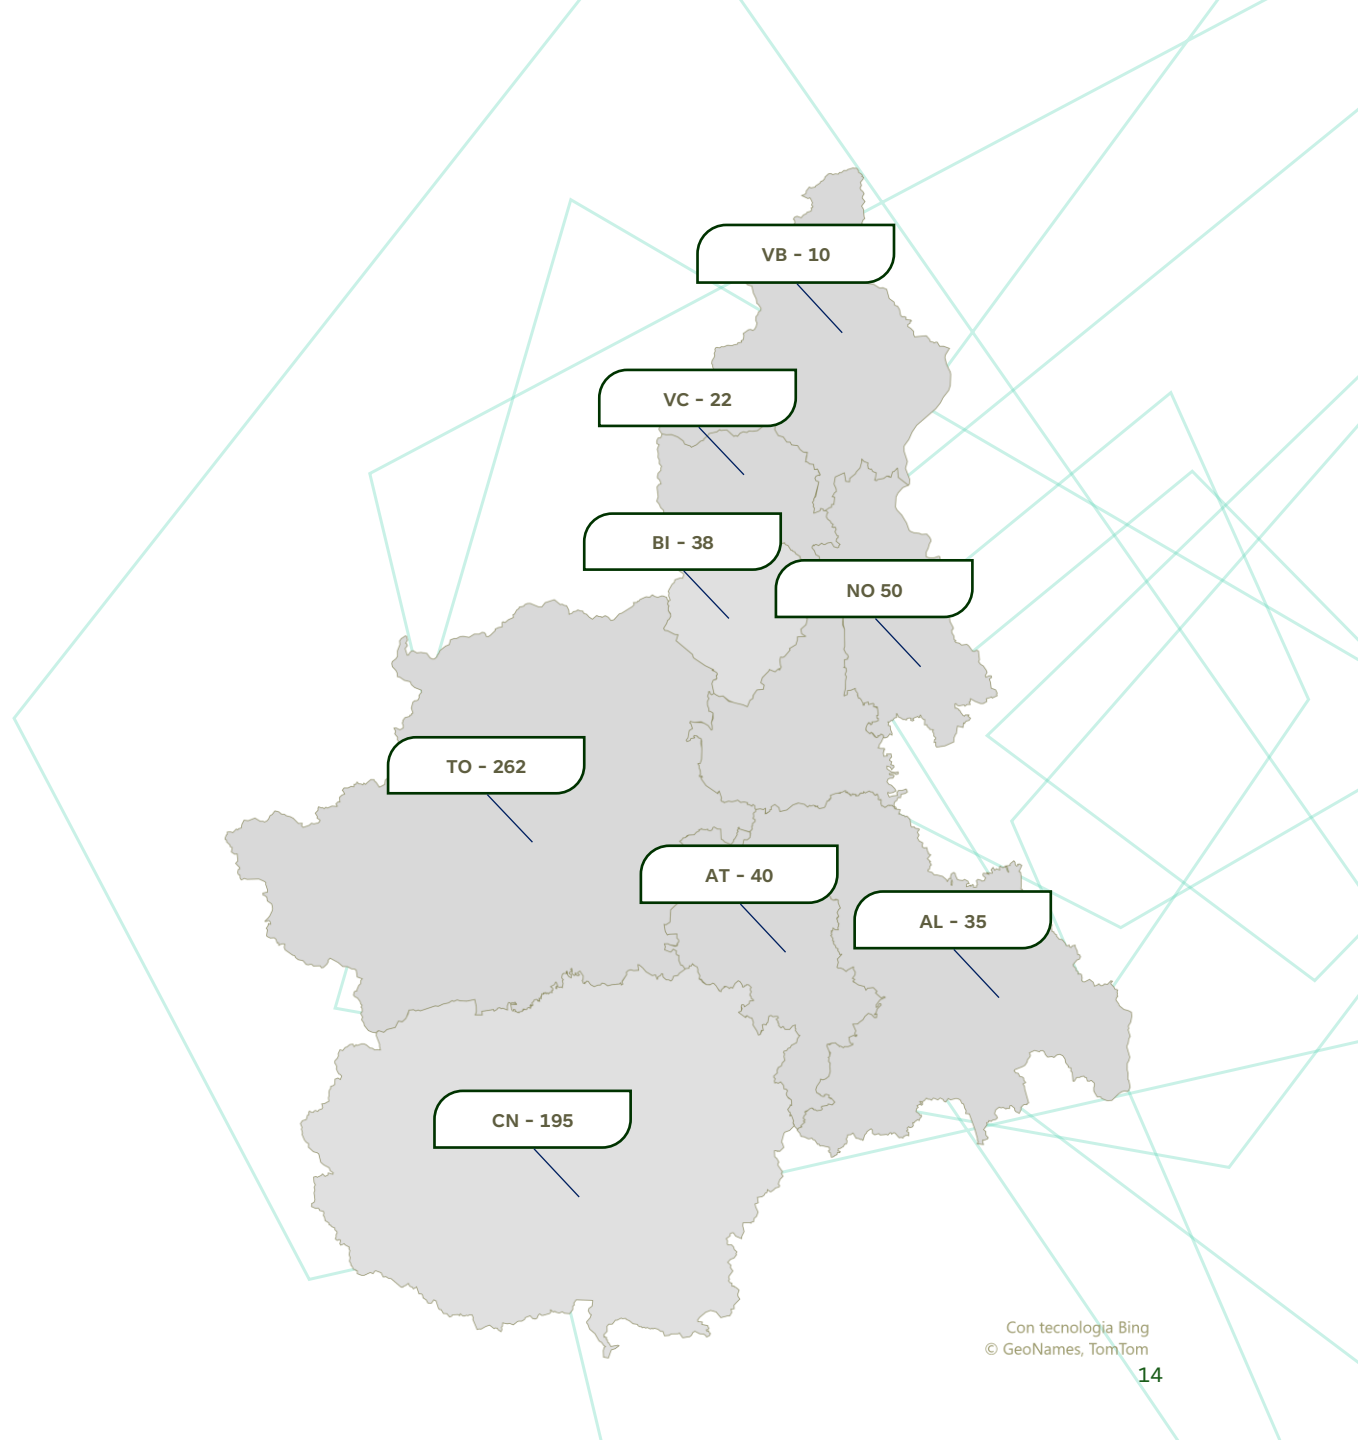 VB - 10
VC - 22
BI - 38
NO 50
TO - 262
AT - 40
AL - 35
CN - 195
Con tecnologia Bing
© GeoNames, TomTom
14